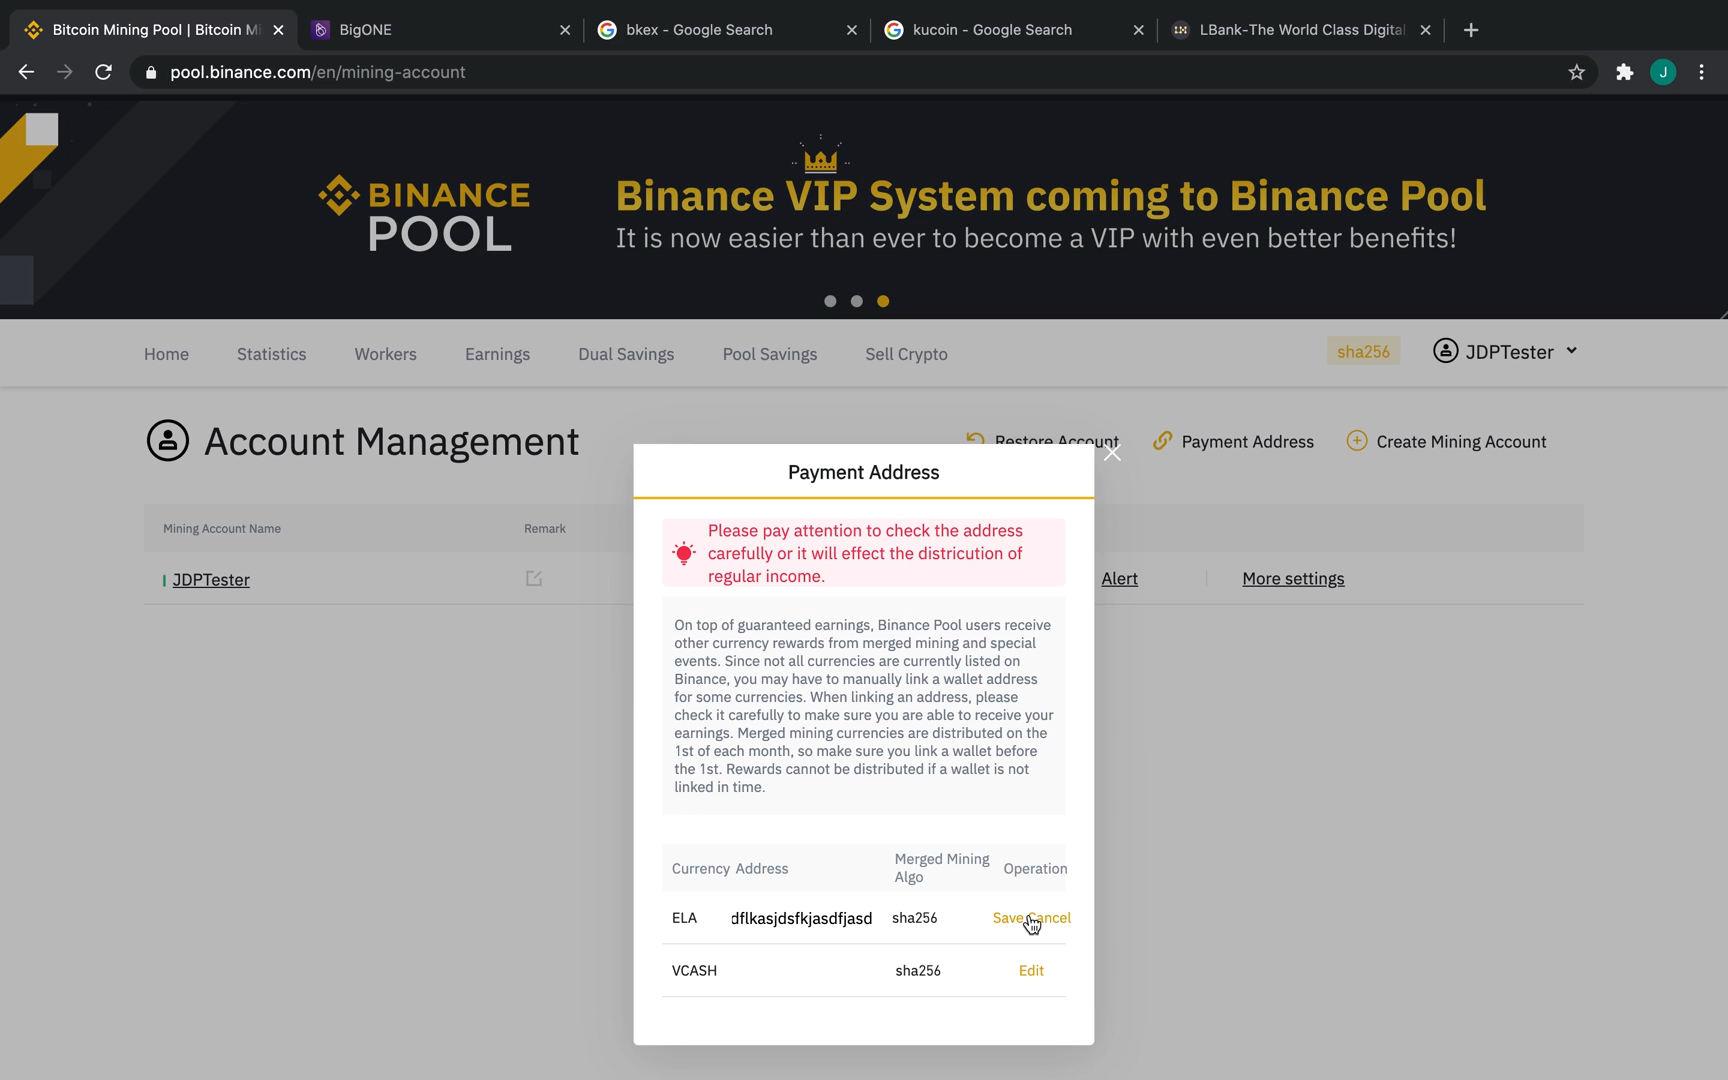 Bitcoin Mining Pool | Bitcoin Mi
BigONE
bkex - Google Search
kucoin - Google Search
LBank-The World Class Digital
pool.binance.com/en/mining-account
J
BINANCE
POOL
Binance VIP System coming to Binance Pool
It is now easier than ever to become a VIP with even better benefits!
Home
Statistics
Workers
Earnings
Dual Savings
Pool Savings
Sell Crypto
sha256
JDPTester
Account Management
Restore Account
Payment Address
Create Mining Account
Mining Account Name
Remark
JDPTester
Alert
More settings
Payment Address
Please pay attention to check the address
carefully or it will effect the districution of
regular income.
On top of guaranteed earnings, Binance Pool users receive
other currency rewards from merged mining and special
events. Since not all currencies are currently listed on
Binance, you may have to manually link a wallet address
for some currencies. When linking an address, please
check it carefully to make sure you are able to receive your
earnings. Merged mining currencies are distributed on the
1st of each month, so make sure you link a wallet before
the 1st. Rewards cannot be distributed if a wallet is not
linked in time.
Currency Address
Merged Mining
Algo
Operation
ELA
dflkasjdsfkjasdfjasd
sha256
Save Cancel
VCASH
sha256
Edit